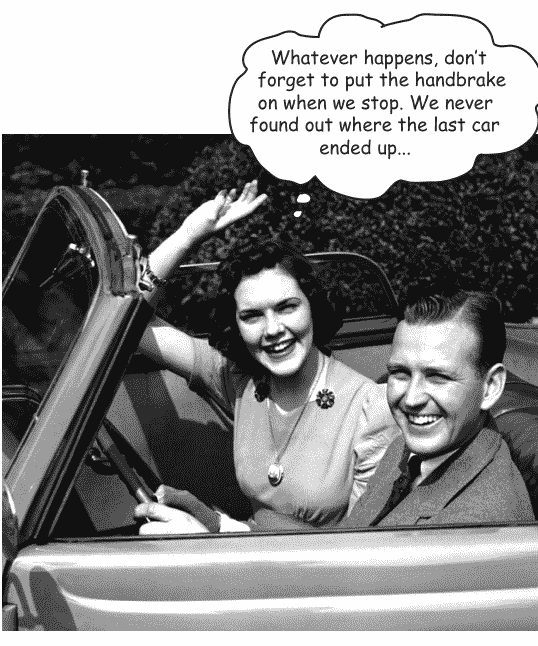 Whatever happens, don't
forget to put the handbrake
on when we stop. We never
found out where the last car
ended up...